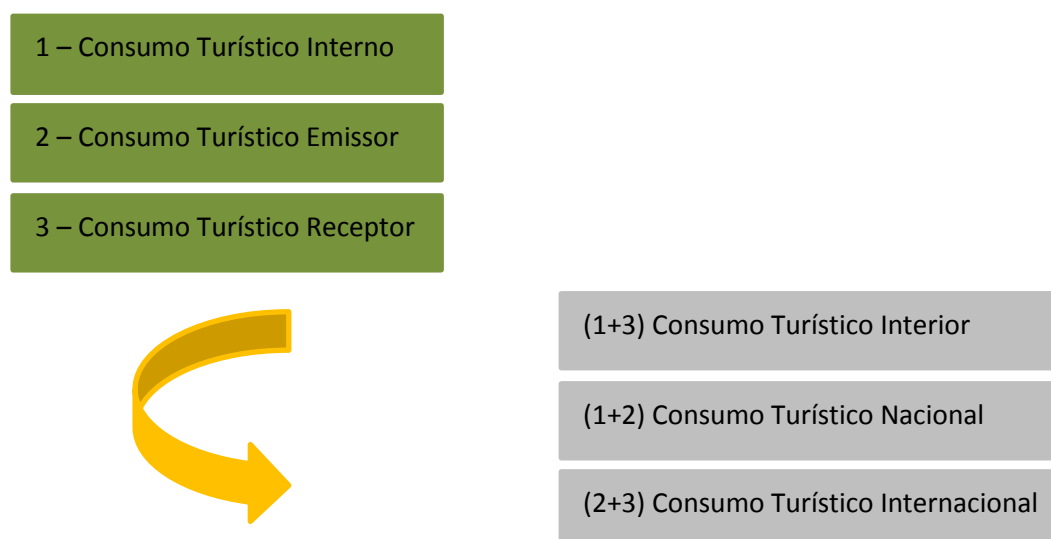 1 – Consumo Turístico Interno
2 – Consumo Turístico Emissor
3 – Consumo Turístico Receptor
(1+3) Consumo Turístico Interior
(1+2) Consumo Turístico Nacional
(2+3) Consumo Turístico Internacional